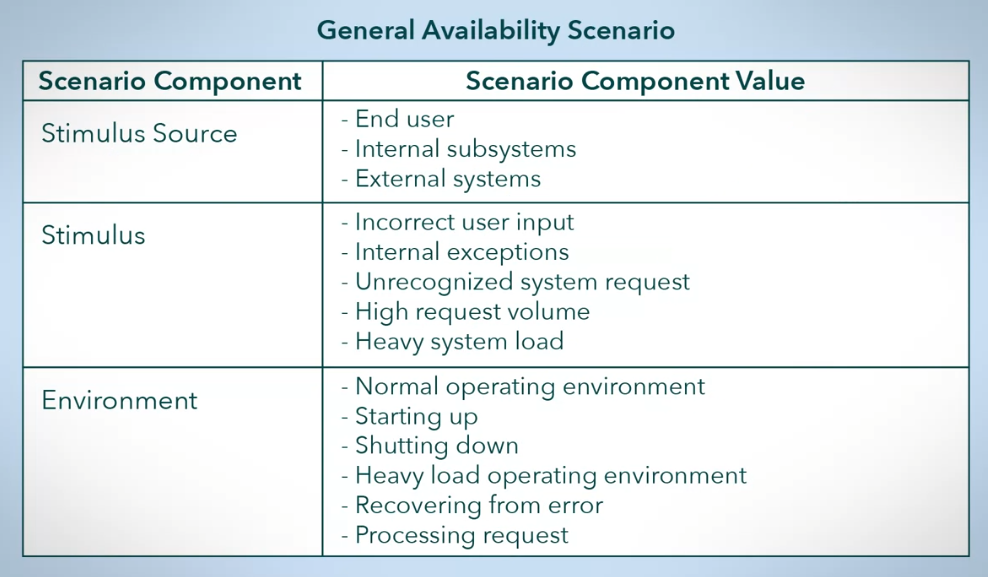 General Availability Scenario
Scenario Component
Scenario Component Value
Stimulus Source
- End user
- Internal subsystems
- External systems
Stimulus
- Incorrect user input
- Internal exceptions
- Unrecognized system request
- High request volume
- Heavy system load
Environment
- Normal operating environment
- Starting up
- Shutting down
- Heavy load operating environment
- Recovering from error
- Processing request